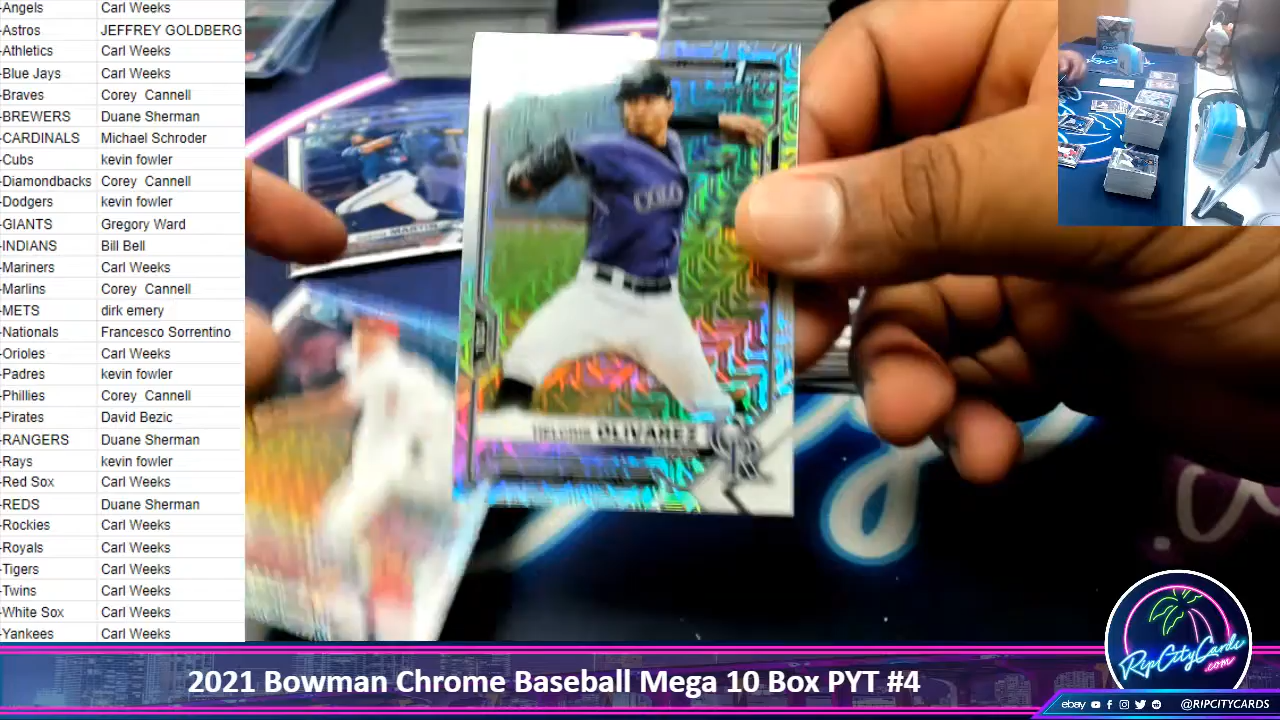 -Angels Carl Weeks
-Astros JEFFREY GOLDBERG
-Athletics Carl Weeks
-Blue Jays Carl Weeks
-Braves Corey Cannell
-BREWERS Duane Sherman
-CARDINALS Michael Schroder
-Cubs kevin fowler
-Diamondbacks Corey Cannell
-Dodgers kevin fowler
-GIANTS Gregory Ward
-INDIANS Bill Bell
-Mariners Carl Weeks
-Marlins Corey Cannell
-METS dirk emery
-Nationals Francesco Sorrentino
-Orioles Carl Weeks
-Padres kevin fowler
-Phillies Corey Cannell
-Pirates David Bezic
-RANGERS Duane Sherman
-Rays kevin fowler
-Red Sox Carl Weeks
-REDS Duane Sherman
-Rockies Carl Weeks
-Royals Carl Weeks
-Tigers Carl Weeks
-Twins Carl Weeks
-White Sox Carl Weeks
-Yankees Carl Weeks
MARTIN
COLO
OLIVAREZ
CR
RipCityCards
.com
2021 Bowman Chrome Baseball Mega 10 Box PYT #4
ebay @RIPCITYCARDS